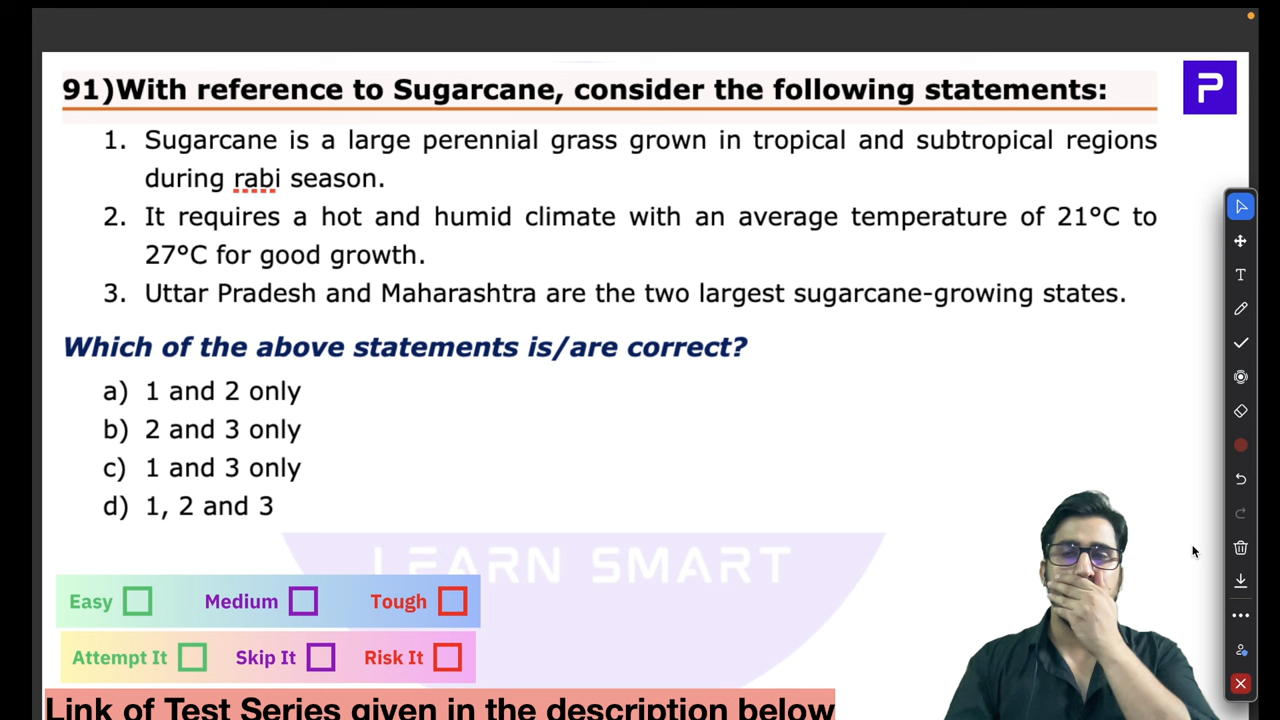 91)With reference to Sugarcane, consider the following statements:
1. Sugarcane is a large perennial grass grown in tropical and subtropical regions
during rabi season.
2. It requires a hot and humid climate with an average temperature of 21°C to
27°C for good growth.
3. Uttar Pradesh and Maharashtra are the two largest sugarcane-growing states.
Which of the above statements is/are correct?
a) 1 and 2 only
b) 2 and 3 only
c) 1 and 3 only
d) 1, 2 and 3
LEARN SMART
Easy Medium Tough
Attempt It Skip It Risk It
Link of Test Series given in the description below
P
T